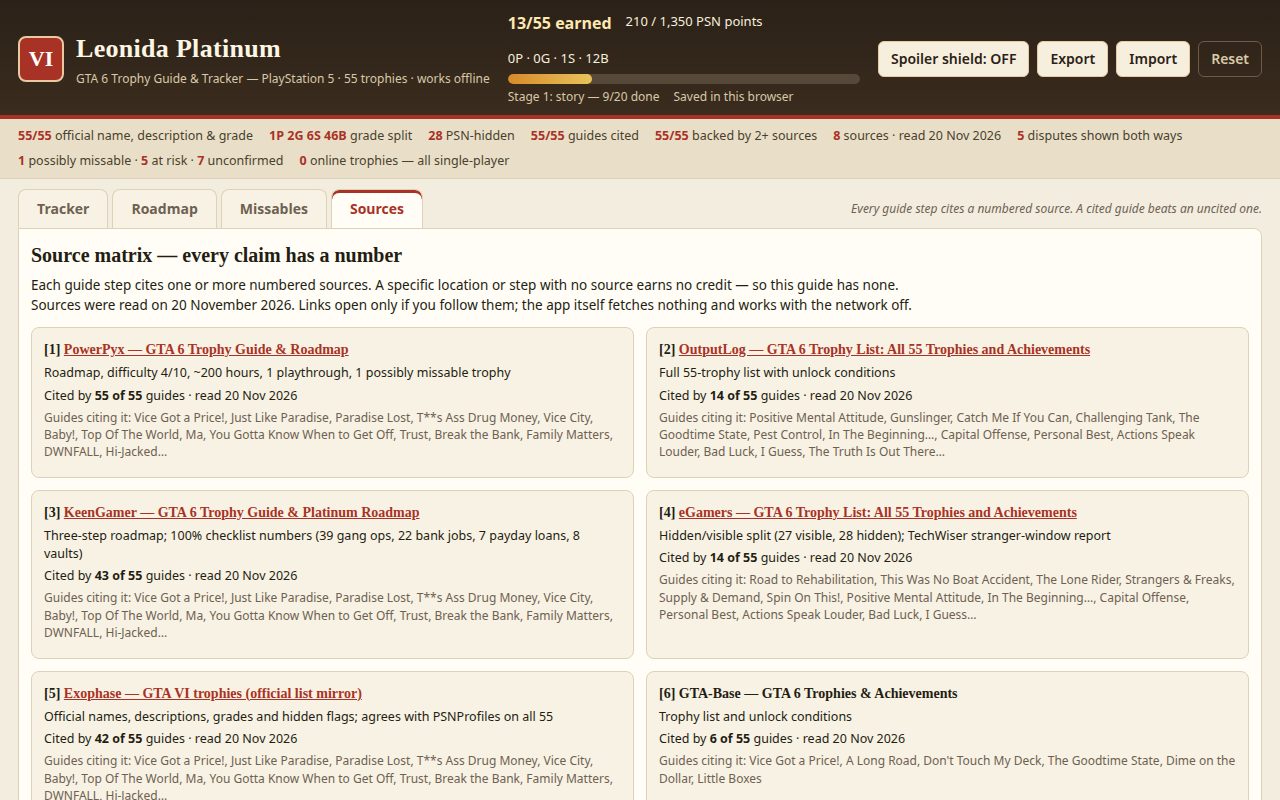 VI
Leonida Platinum
GTA 6 Trophy Guide & Tracker — PlayStation 5 · 55 trophies · works offline
13/55 earned 210 / 1,350 PSN points
0P · 0G · 1S · 12B
Stage 1: story — 9/20 done Saved in this browser
Spoiler shield: OFF Export Import Reset
55/55 official name, description & grade 1P 2G 6S 46B grade split 28 PSN-hidden 55/55 guides cited 55/55 backed by 2+ sources 8 sources · read 20 Nov 2026 5 disputes shown both ways
1 possibly missable · 5 at risk · 7 unconfirmed 0 online trophies — all single-player
Tracker Roadmap Missables Sources
Every guide step cites a numbered source. A cited guide beats an uncited one.
Source matrix — every claim has a number
Each guide step cites one or more numbered sources. A specific location or step with no source earns no credit — so this guide has none.
Sources were read on 20 November 2026. Links open only if you follow them; the app itself fetches nothing and works with the network off.
[1] PowerPyx — GTA 6 Trophy Guide & Roadmap
Roadmap, difficulty 4/10, ~200 hours, 1 playthrough, 1 possibly missable trophy
Cited by 55 of 55 guides · read 20 Nov 2026
Guides citing it: Vice Got a Price!, Just Like Paradise, Paradise Lost, T**s Ass Drug Money, Vice City,
Baby!, Top Of The World, Ma, You Gotta Know When to Get Off, Trust, Break the Bank, Family Matters,
DWNFALL, Hi-Jacked…
[2] OutputLog — GTA 6 Trophy List: All 55 Trophies and Achievements
Full 55-trophy list with unlock conditions
Cited by 14 of 55 guides · read 20 Nov 2026
Guides citing it: Positive Mental Attitude, Gunslinger, Catch Me If You Can, Challenging Tank, The
Goodtime State, Pest Control, In The Beginning…, Capital Offense, Personal Best, Actions Speak
Louder, Bad Luck, I Guess, The Truth Is Out There…
[3] KeenGamer — GTA 6 Trophy Guide & Platinum Roadmap
Three-step roadmap; 100% checklist numbers (39 gang ops, 22 bank jobs, 7 payday loans, 8
vaults)
Cited by 43 of 55 guides · read 20 Nov 2026
Guides citing it: Vice Got a Price!, Just Like Paradise, Paradise Lost, T**s Ass Drug Money, Vice City,
Baby!, Top Of The World, Ma, You Gotta Know When to Get Off, Trust, Break the Bank, Family Matters,
DWNFALL, Hi-Jacked…
[4] eGamers — GTA 6 Trophy List: All 55 Trophies and Achievements
Hidden/visible split (27 visible, 28 hidden); TechWiser stranger-window report
Cited by 14 of 55 guides · read 20 Nov 2026
Guides citing it: Road to Rehabilitation, This Was No Boat Accident, The Lone Rider, Strangers & Freaks,
Supply & Demand, Spin On This!, Positive Mental Attitude, In The Beginning…, Capital Offense,
Personal Best, Actions Speak Louder, Bad Luck, I Guess…
[5] Exophase — GTA VI trophies (official list mirror)
Official names, descriptions, grades and hidden flags; agrees with PSNProfiles on all 55
Cited by 42 of 55 guides · read 20 Nov 2026
Guides citing it: Vice Got a Price!, Just Like Paradise, Paradise Lost, T**s Ass Drug Money, Vice City,
Baby!, Top Of The World, Ma, You Gotta Know When to Get Off, Trust, Break the Bank, Family Matters,
DWNFALL, Hi-Jacked…
[6] GTA-Base — GTA 6 Trophies & Achievements
Trophy list and unlock conditions
Cited by 6 of 55 guides · read 20 Nov 2026
Guides citing it: Vice Got a Price!, A Long Road, Don't Touch My Deck, The Goodtime State, Dime on the
Dollar, Little Boxes